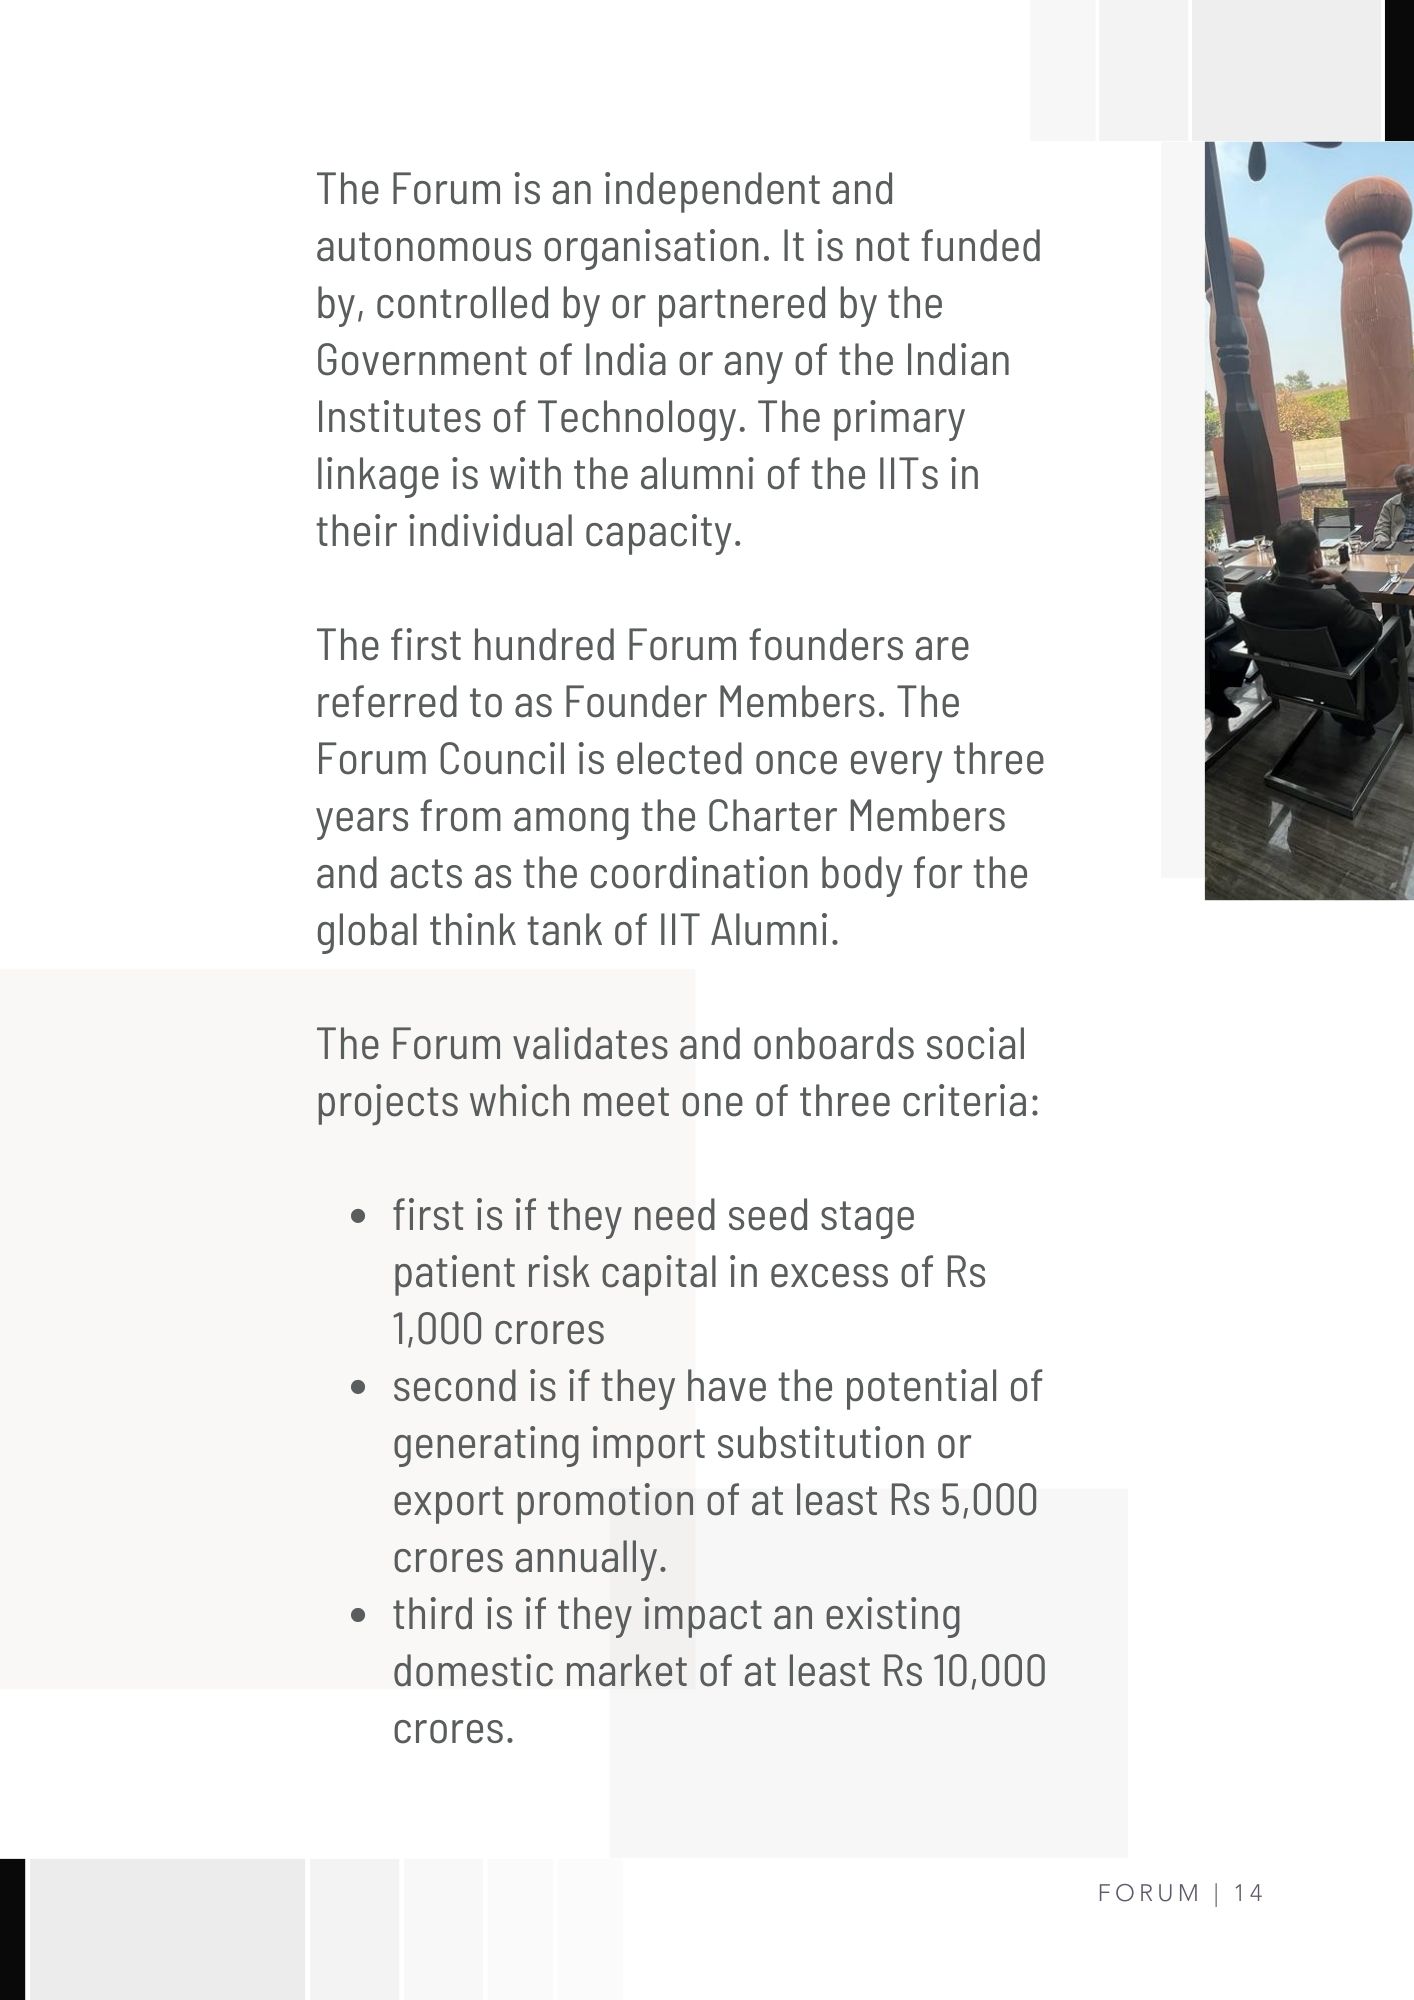 The Forum is an independent and
autonomous organisation. It is not funded
by, controlled by or partnered by the
Government of India or any of the Indian
Institutes of Technology. The primary
linkage is with the alumni of the IITs in
their individual capacity.
The first hundred Forum founders are
referred to as Founder Members. The
Forum Council is elected once every three
years from among the Charter Members
and acts as the coordination body for the
global think tank of IIT Alumni.
The Forum validates and onboards social
projects which meet one of three criteria:
• first is if they need seed stage
patient risk capital in excess of Rs
1,000 crores
• second is if they have the potential of
generating import substitution or
export promotion of at least Rs 5,000
crores annually.
• third is if they impact an existing
domestic market of at least Rs 10,000
crores.
FORUM | 14